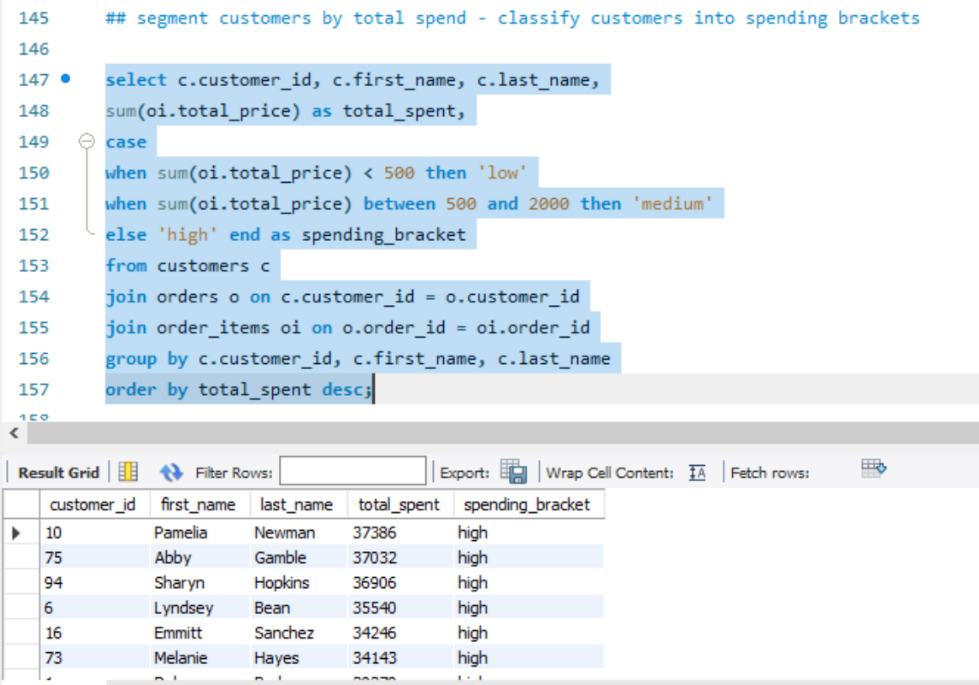 145 ## segment customers by total spend - classify customers into spending brackets
146
147 select c.customer_id, c.first_name, c.last_name,
148 sum(oi.total_price) as total_spent,
149 case
150 when sum(oi.total_price) < 500 then 'low'
151 when sum(oi.total_price) between 500 and 2000 then 'medium'
152 else 'high' end as spending_bracket
153 from customers c
154 join orders o on c.customer_id = o.customer_id
155 join order_items oi on o.order_id = oi.order_id
156 group by c.customer_id, c.first_name, c.last_name
157 order by total_spent desc;
158
Result Grid Filter Rows: Export: Wrap Cell Content: IA Fetch rows:
customer_id first_name last_name total_spent spending_bracket
10 Pamelia Newman 37386 high
75 Abby Gamble 37032 high
94 Sharyn Hopkins 36906 high
6 Lyndsey Bean 35540 high
16 Emmitt Sanchez 34246 high
73 Melanie Hayes 34143 high